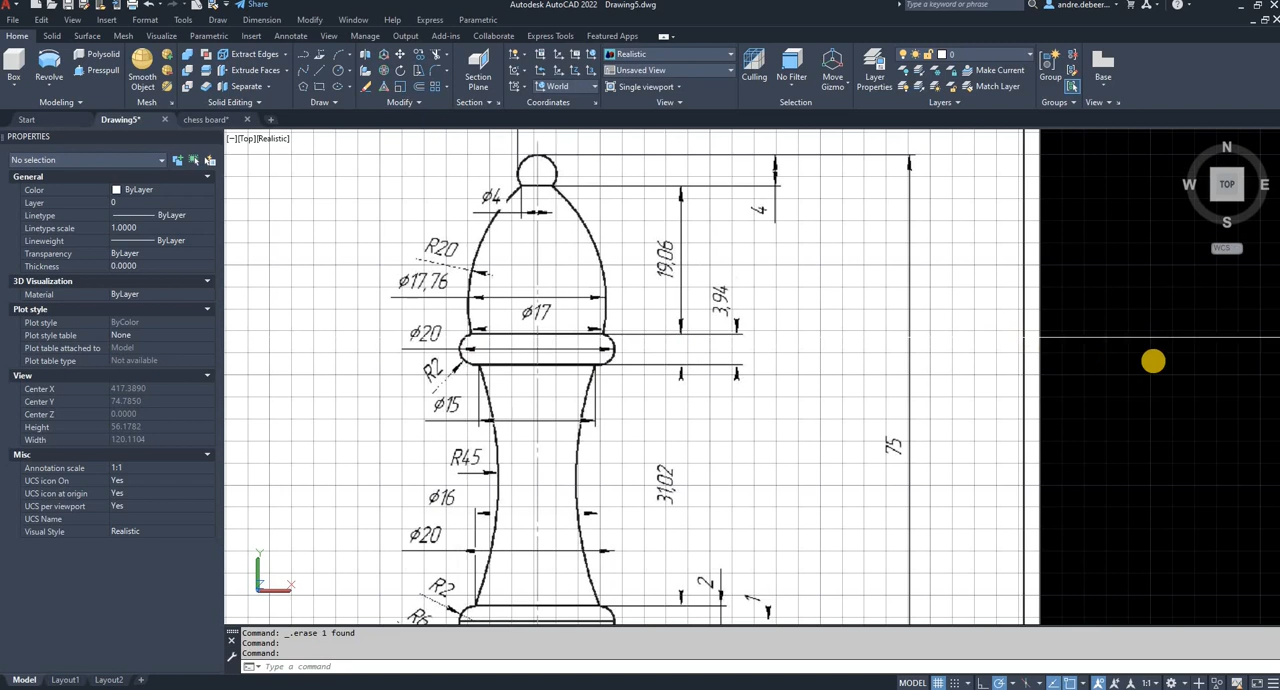 Share
Autodesk AutoCAD 2022 Drawing5.dwg
Type a keyword or phrase
andre.debeer...
File Edit View Insert Format Tools Draw Dimension Modify Window Help Express Parametric
Home Solid Surface Mesh Visualize Parametric Insert Annotate View Manage Output Add-ins Collaborate Express Tools Featured Apps
Box
Revolve
Polysolid
Presspull
Smooth Object
Extract Edges
Extrude Faces
Separate
Section Plane
World
Realistic
Unsaved View
Single viewport
Culling
No Filter
Move Gizmo
Layer Properties
0
Make Current
Match Layer
Group
Base
Modeling Mesh Solid Editing Draw Modify Section Coordinates View Selection Layers Groups View
Start Drawing5* chess board*
PROPERTIES
No selection
General
Color ByLayer
Layer 0
Linetype ByLayer
Linetype scale 1.0000
Lineweight ByLayer
Transparency ByLayer
Thickness 0.0000
3D Visualization
Material ByLayer
Plot style
Plot style ByColor
Plot style table None
Plot table attached to Model
Plot table type Not available
View
Center X 417.3890
Center Y 74.7850
Center Z 0.0000
Height 56.1782
Width 120.1104
Misc
Annotation scale 1:1
UCS icon On Yes
UCS icon at origin Yes
UCS per viewport Yes
UCS Name
Visual Style Realistic
[−][Top][Realistic]
ϕ4
4
R20
19,06
ϕ17,76
3,94
ϕ17
ϕ20
R2
ϕ15
75
R45
31,02
ϕ16
ϕ20
R2
2
1
R6
N
W TOP E
S
WCS
Y
Z X
Command: _.erase 1 found
Command:
Command:
Type a command
Model Layout1 Layout2 +
MODEL
1:1